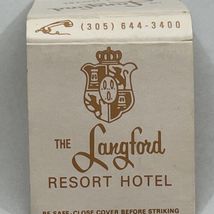 (305) 644-3400
THE Langford
RESORT HOTEL
BE SAFE-CLOSE COVER BEFORE STRIKING